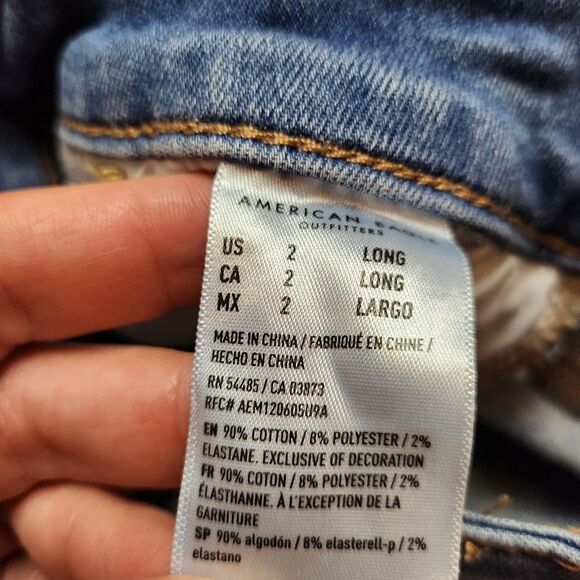 AMERICAN EAGLE
OUTFITTERS
US 2 LONG
CA 2 LONG
MX 2 LARGO
MADE IN CHINA / FABRIQUÉ EN CHINE /
HECHO EN CHINA
RN 54485 / CA 03873
RFC# AEM120605U9A
EN 90% COTTON / 8% POLYESTER / 2%
ELASTANE. EXCLUSIVE OF DECORATION
FR 90% COTTON / 8% POLYESTER / 2%
ÉLASTHANNE. À L'EXCEPTION DE LA
GARNITURE
SP 90% algodón / 8% elasterell-p / 2%
elastano